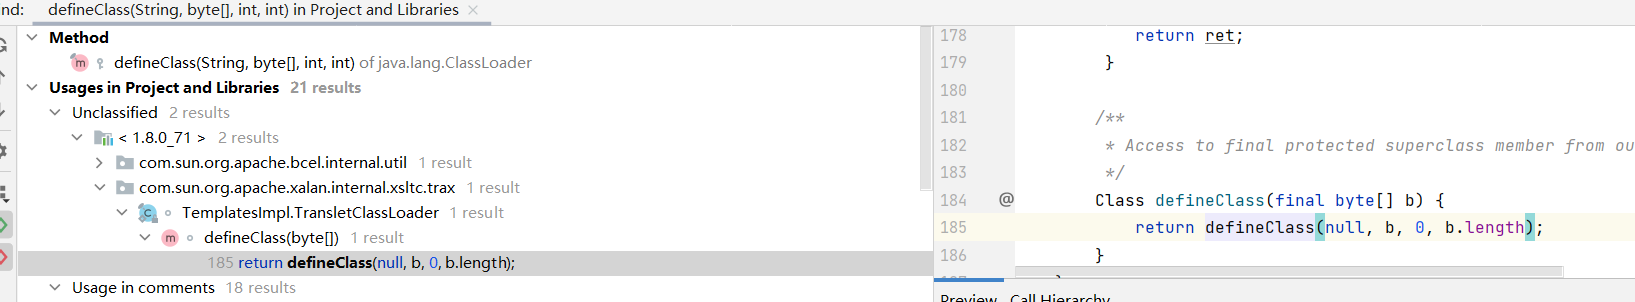 nd: defineClass(String, byte[], int, int) in Project and Libraries ×
Method
m defineClass(String, byte[], int, int) of java.lang.ClassLoader
Usages in Project and Libraries 21 results
Unclassified 2 results
< 1.8.0_71 > 2 results
com.sun.org.apache.bcel.internal.util 1 result
com.sun.org.apache.xalan.internal.xsltc.trax 1 result
C TemplatesImpl.TransletClassLoader 1 result
m defineClass(byte[]) 1 result
185 return defineClass(null, b, 0, b.length);
Usage in comments 18 results
178 return ret;
179 }
180
181 /**
182 * Access to final protected superclass member from ou
183 */
184 @ Class defineClass(final byte[] b) {
185 return defineClass(null, b, 0, b.length);
186 }
Preview Call Hierarchy